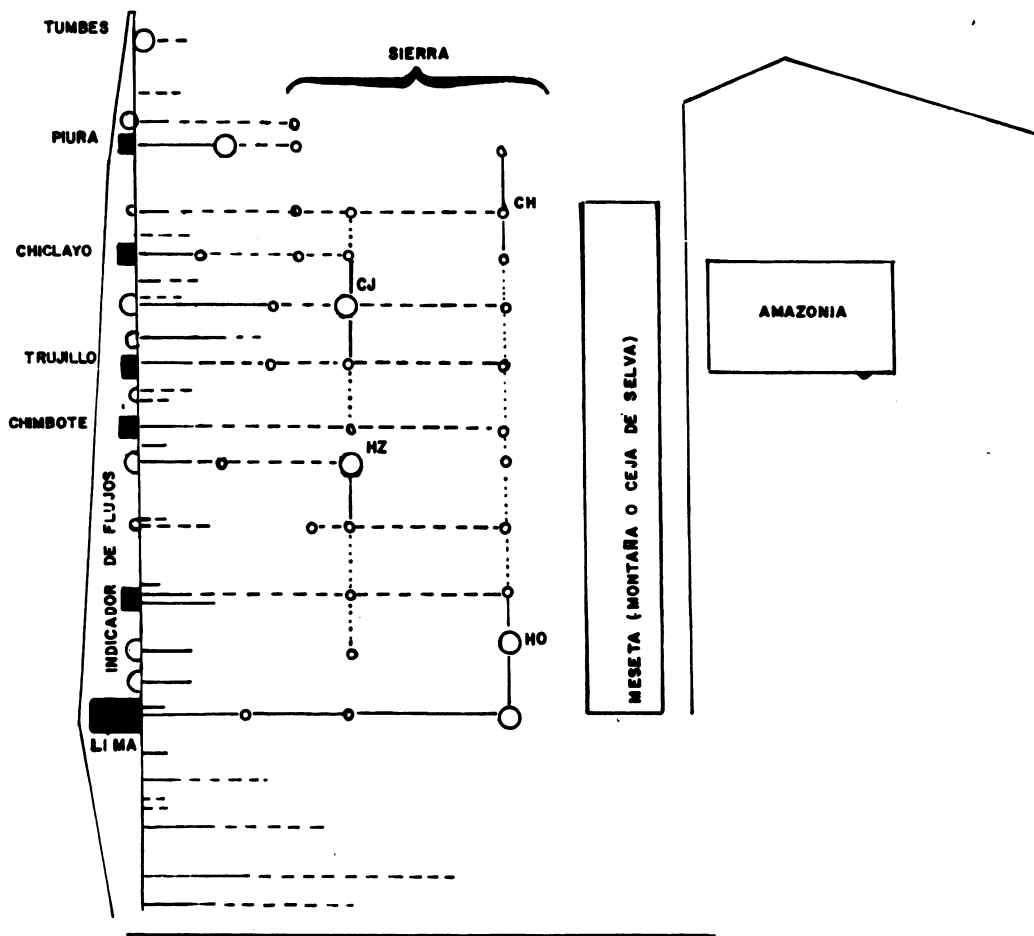 TUMBES
SIERRA
PIURA
CH
CHICLAYO
CJ
AMAZONIA
TRUJILLO
CHIMBOTE
HZ
INDICADOR DE FLUJOS
MESETA (MONTAÑA O CEJA DE SELVA)
HO
LIMA